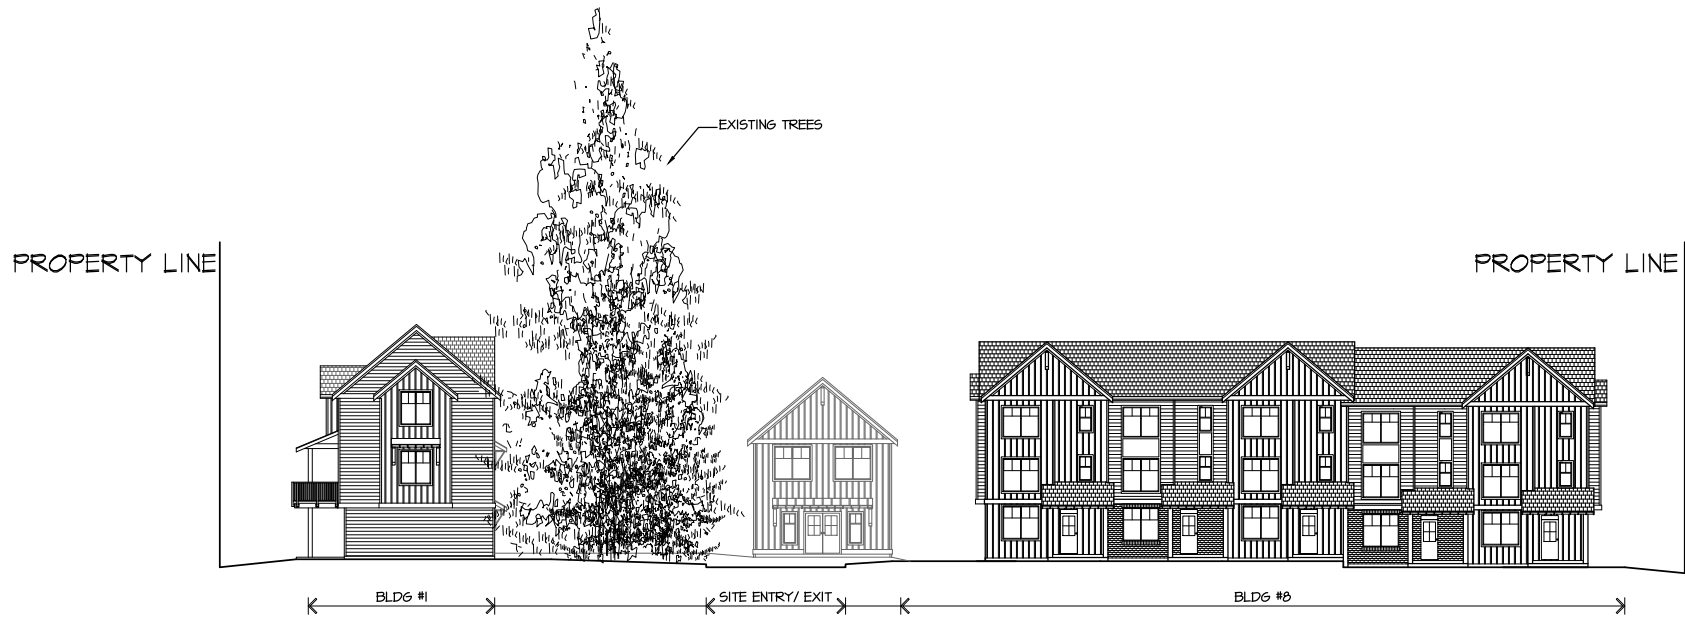 EXISTING TREES
PROPERTY LINE
PROPERTY LINE
BLDG #1
SITE ENTRY/ EXIT
BLDG #8